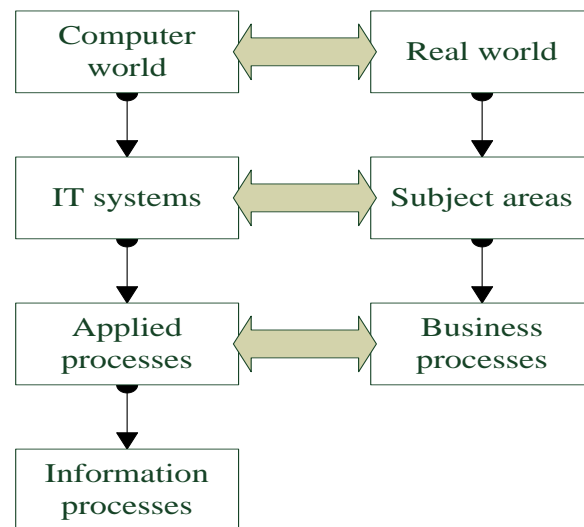 Computer
world
Real world
IT systems
Subject areas
Applied
processes
Business
processes
Information
processes